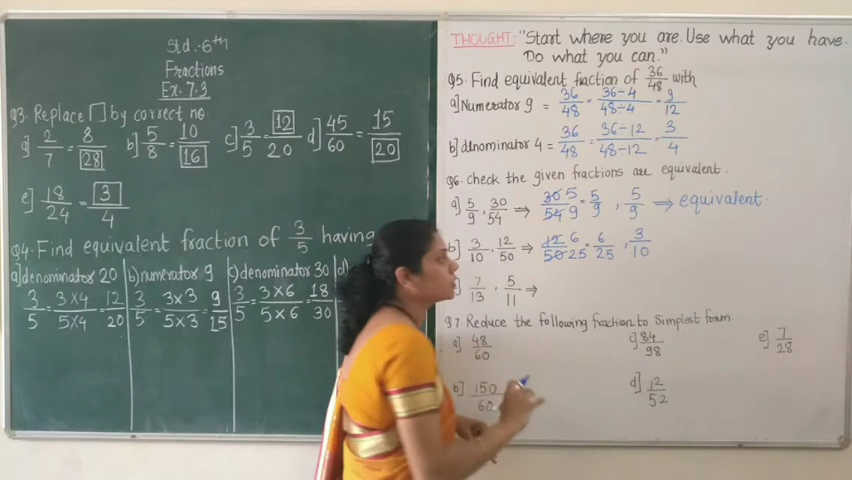 Std.-6th
Fractions
Ex. 7.3
Q3. Replace □ by correct no.
a] 2/7 = 8/28 b] 5/8 = 10/16 c] 3/5 = 12/20 d] 45/60 = 15/20
e] 18/24 = 3/4
Q4. Find equivalent fraction of 3/5 having
a] denominator 20 b] numerator 9 c] denominator 30 d]
3/5 = 3×4/5×4 = 12/20 3/5 = 3×3/5×3 = 9/15 3/5 = 3×6/5×6 = 18/30
THOUGHT: "Start where you are. Use what you have.
Do what you can."
Q5. Find equivalent fraction of 36/48 with
a] Numerator 9 = 36/48 = 36÷4/48÷4 = 9/12
b] denominator 4 = 36/48 = 36÷12/48÷12 = 3/4
Q6. check the given fractions are equivalent.
a] 5/9, 30/54 ⇒ 30 5/54 9 = 5/9, 5/9 ⇒ equivalent
b] 3/10, 12/50 ⇒ 12 6/50 25 = 6/25, 3/10
] 7/13, 5/11 ⇒
Q7 Reduce the following fraction to simplest form.
a] 48/60 c] 84/98 e] 7/28
b] 150/60 d] 12/52